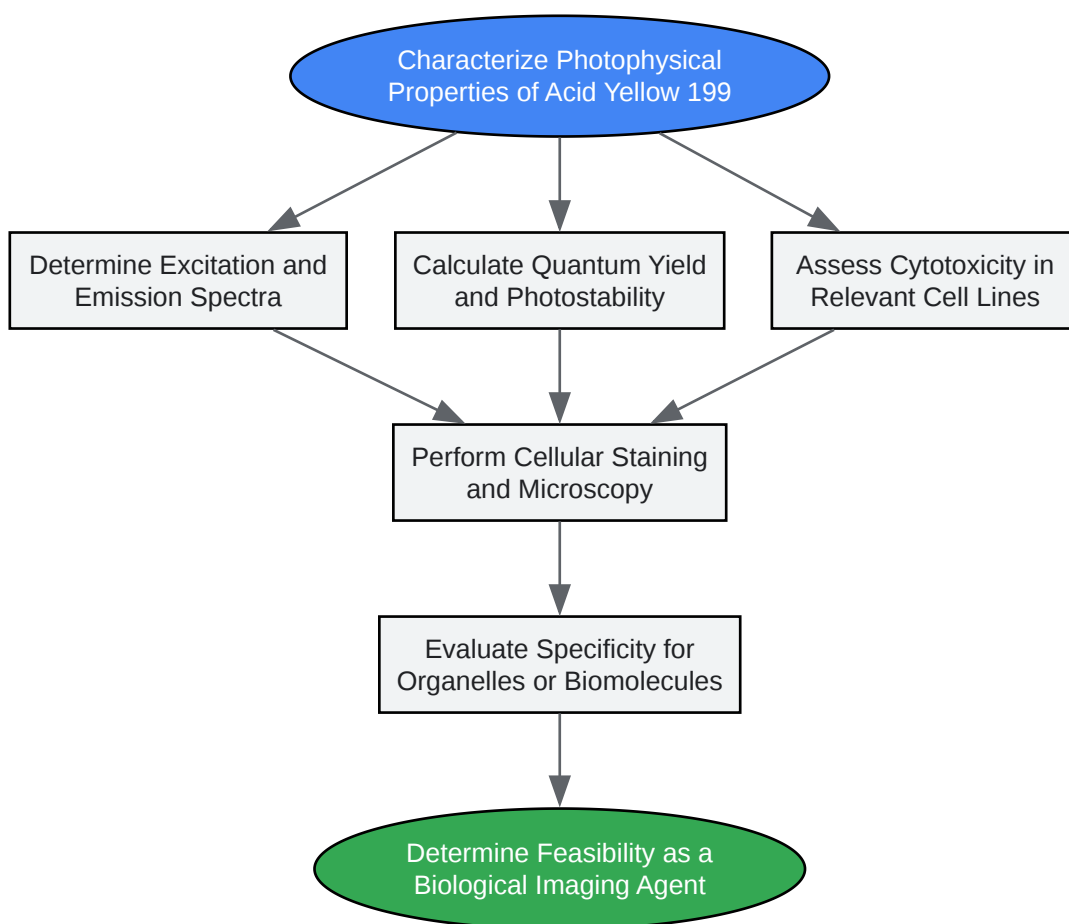 Characterize Photophysical
Properties of Acid Yellow 199
Determine Excitation and
Emission Spectra
Calculate Quantum Yield
and Photostability
Assess Cytotoxicity in
Relevant Cell Lines
Perform Cellular Staining
and Microscopy
Evaluate Specificity for
Organelles or Biomolecules
Determine Feasibility as a
Biological Imaging Agent